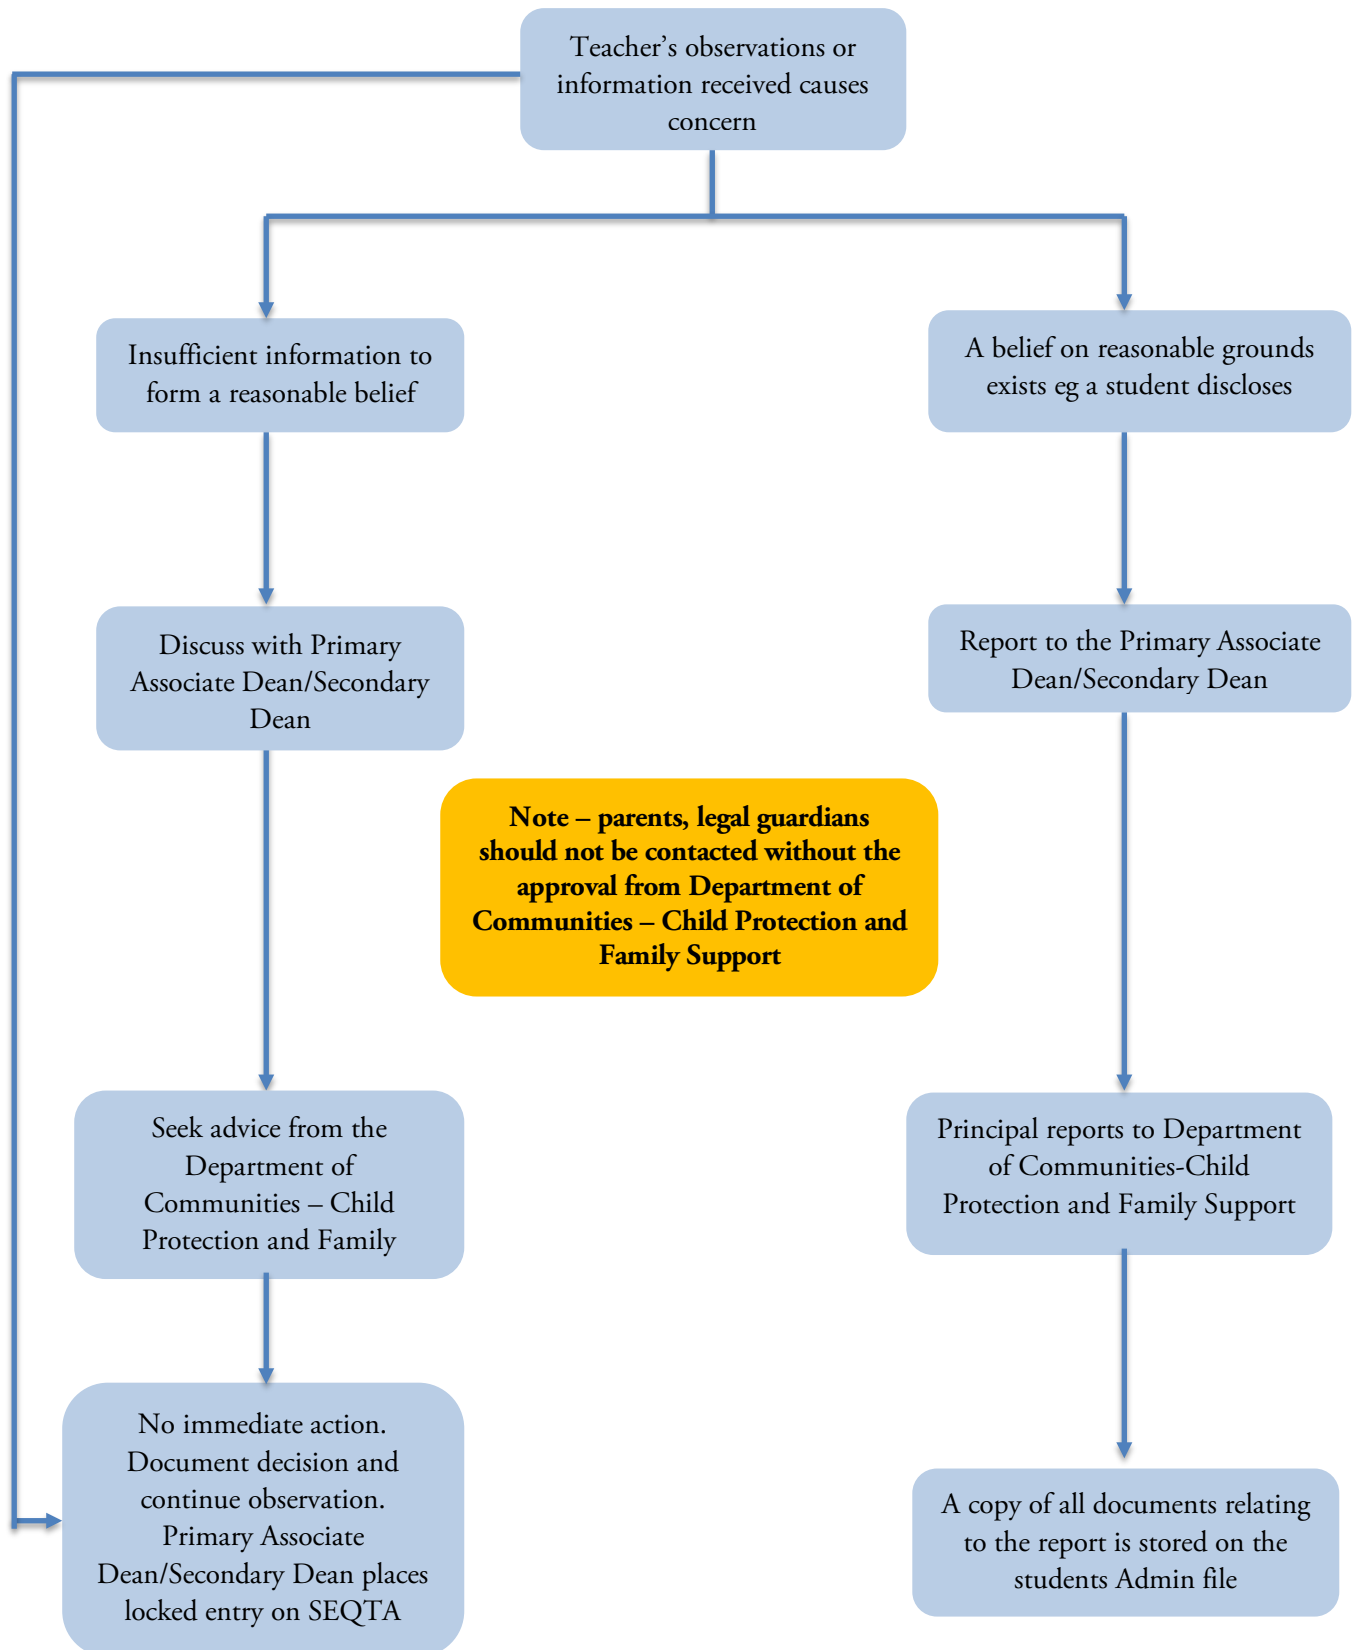 Teacher’s observations or
information received causes
concern
Insufficient information to
form a reasonable belief
A belief on reasonable grounds
exists eg a student discloses
Discuss with Primary
Associate Dean/Secondary
Dean
Report to the Primary Associate
Dean/Secondary Dean
Note – parents, legal guardians
should not be contacted without the
approval from Department of
Communities – Child Protection and
Family Support
Seek advice from the
Department of
Communities – Child
Protection and Family
Principal reports to Department
of Communities-Child
Protection and Family Support
No immediate action.
Document decision and
continue observation.
Primary Associate
Dean/Secondary Dean places
locked entry on SEQTA
A copy of all documents relating
to the report is stored on the
students Admin file